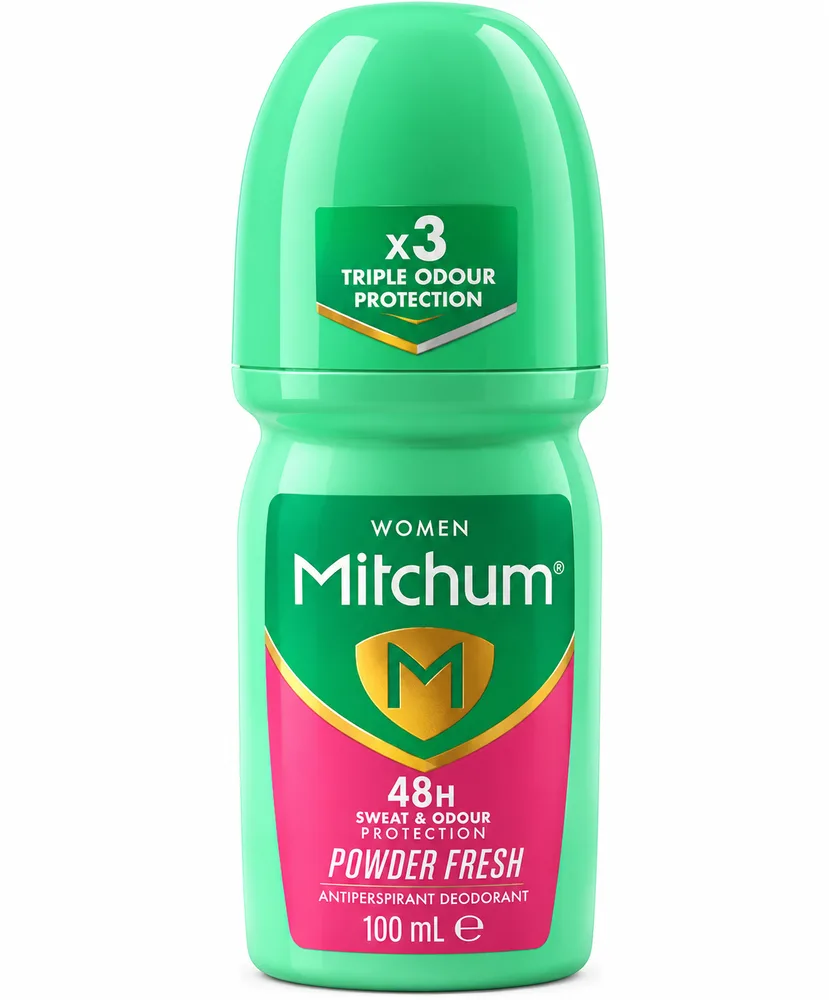 x3
TRIPLE ODOUR
PROTECTION
WOMEN
Mitchum®
M
48H
SWEAT & ODOUR
PROTECTION
POWDER FRESH
ANTIPERSPIRANT DEODORANT
100 mL ℮